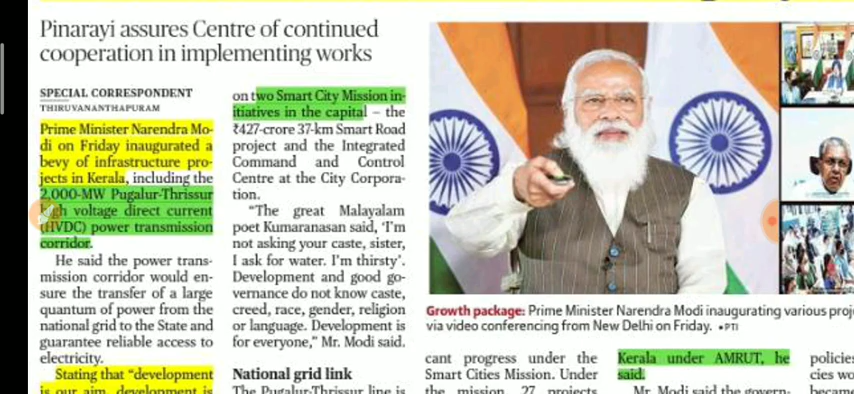 Pinarayi assures Centre of continued
cooperation in implementing works
SPECIAL CORRESPONDENT
THIRUVANANTHAPURAM
Prime Minister Narendra Mo-
di on Friday inaugurated a
bevy of infrastructure pro-
jects in Kerala, including the
2,000-MW Pugalur-Thrissur
high voltage direct current
(HVDC) power transmission
corridor.
He said the power trans-
mission corridor would en-
sure the transfer of a large
quantum of power from the
national grid to the State and
guarantee reliable access to
electricity.
Stating that “development
is our aim, development is
on two Smart City Mission in-
itiatives in the capital – the
₹427-crore 37-km Smart Road
project and the Integrated
Command and Control
Centre at the City Corpora-
tion.
“The great Malayalam
poet Kumaranasan said, ‘I'm
not asking your caste, sister,
I ask for water. I'm thirsty’.
Development and good go-
vernance do not know caste,
creed, race, gender, religion
or language. Development is
for everyone,” Mr. Modi said.
National grid link
The Pugalur-Thrissur line is
Growth package: Prime Minister Narendra Modi inaugurating various proj
via video conferencing from New Delhi on Friday. •PTI
cant progress under the
Smart Cities Mission. Under
the mission, 27 projects
Kerala under AMRUT, he
said.
Mr. Modi said the govern-
policies
cies wo
became